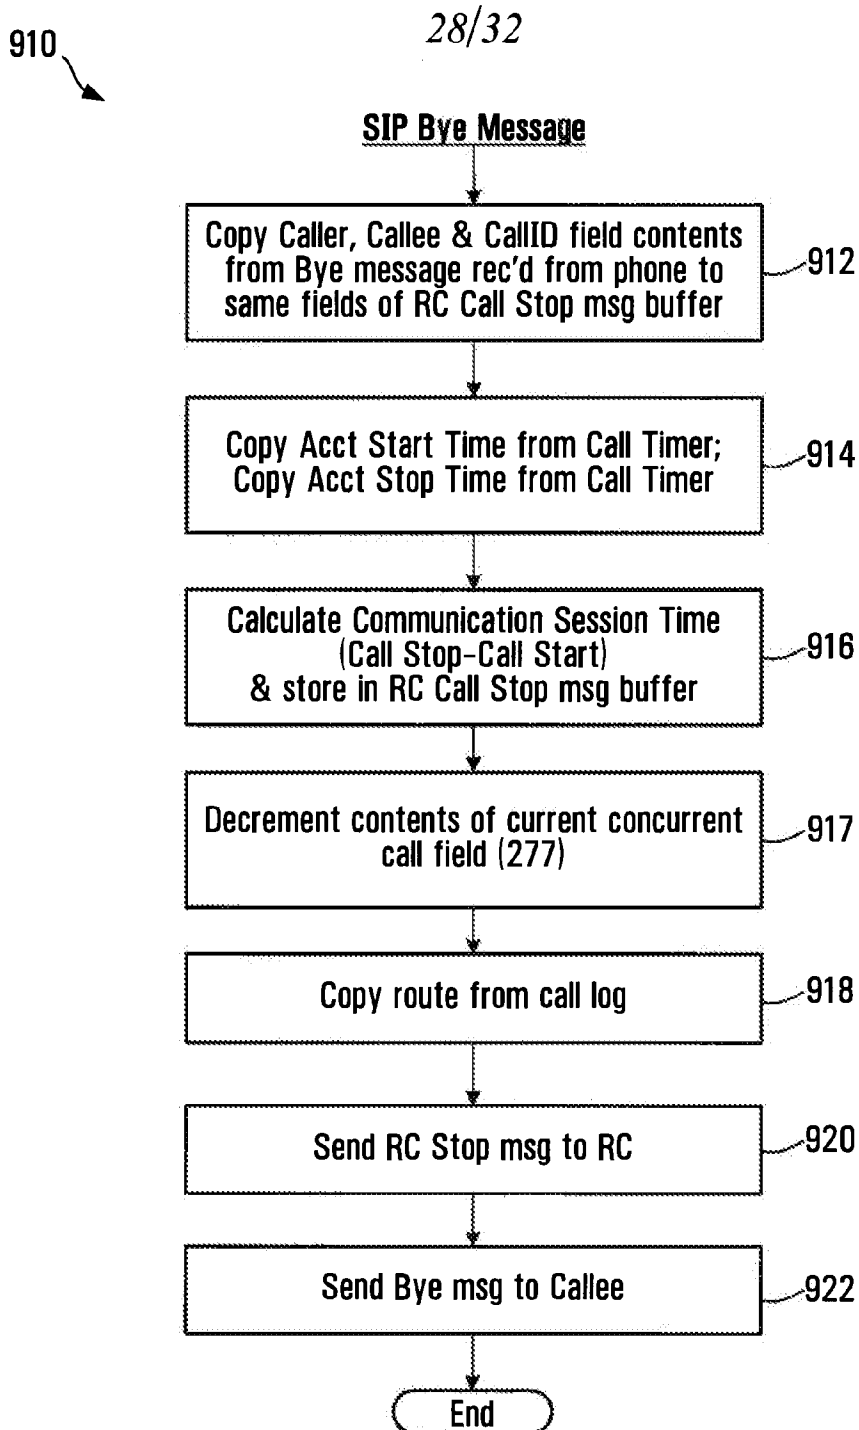 28/32
910
SIP Bye Message
Copy Caller, Callee & CallID field contents
from Bye message rec'd from phone to
same fields of RC Call Stop msg buffer
912
Copy Acct Start Time from Call Timer;
Copy Acct Stop Time from Call Timer
914
Calculate Communication Session Time
(Call Stop-Call Start)
& store in RC Call Stop msg buffer
916
Decrement contents of current concurrent
call field (277)
917
Copy route from call log
918
Send RC Stop msg to RC
920
Send Bye msg to Callee
922
End